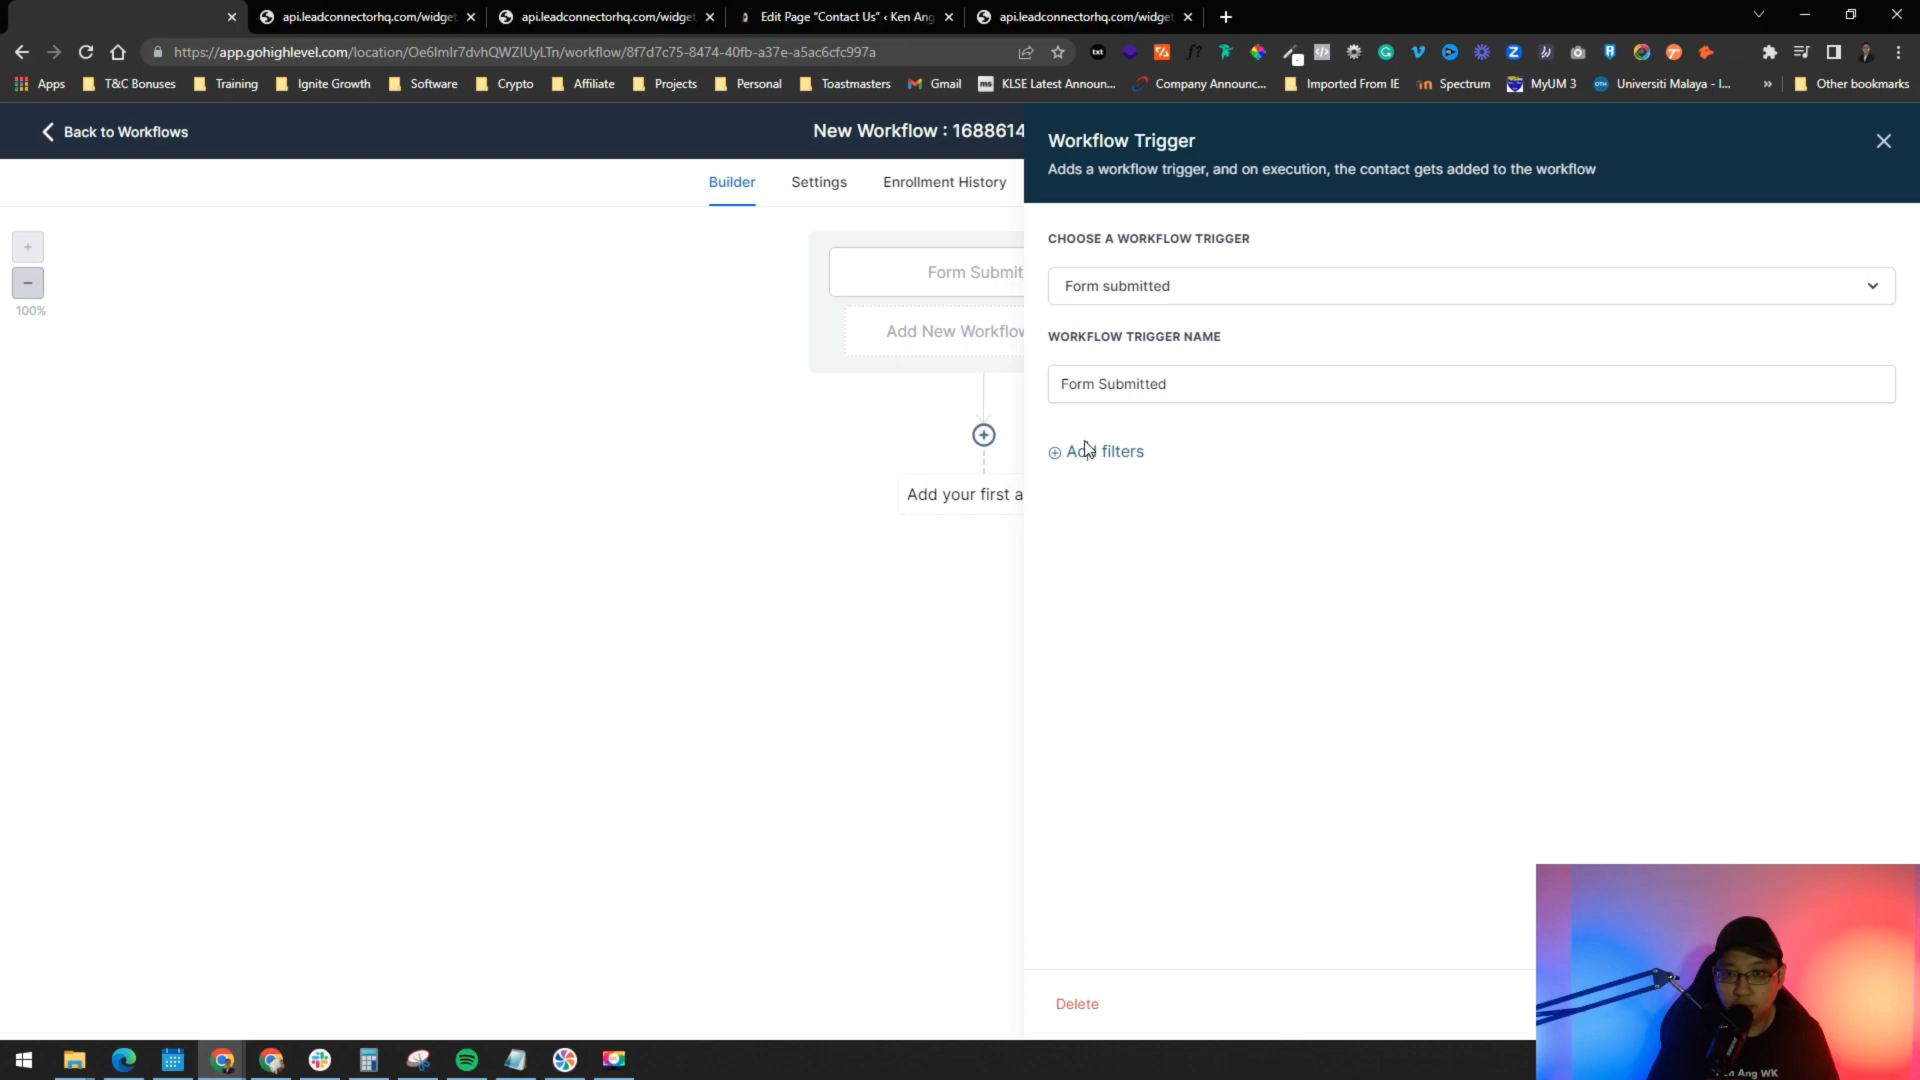 api.leadconnectorhq.com/widget
api.leadconnectorhq.com/widget
Edit Page “Contact Us” ‹ Ken Ang
api.leadconnectorhq.com/widget
https://app.gohighlevel.com/location/Oe6lmIr7dvhQWZIUyLTn/workflow/8f7d7c75-8474-40fb-a37e-a5ac6cfc997a
Apps
T&C Bonuses
Training
Ignite Growth
Software
Crypto
Affiliate
Projects
Personal
Toastmasters
Gmail
KLSE Latest Announ...
Company Announc...
Imported From IE
Spectrum
MyUM 3
Universiti Malaya - I...
Other bookmarks
Back to Workflows
New Workflow : 1688614
Builder
Settings
Enrollment History
100%
Form Submit
Add New Workflow
Add your first a
Workflow Trigger
Adds a workflow trigger, and on execution, the contact gets added to the workflow
CHOOSE A WORKFLOW TRIGGER
Form submitted
WORKFLOW TRIGGER NAME
Form Submitted
Add filters
Delete
Ang WK